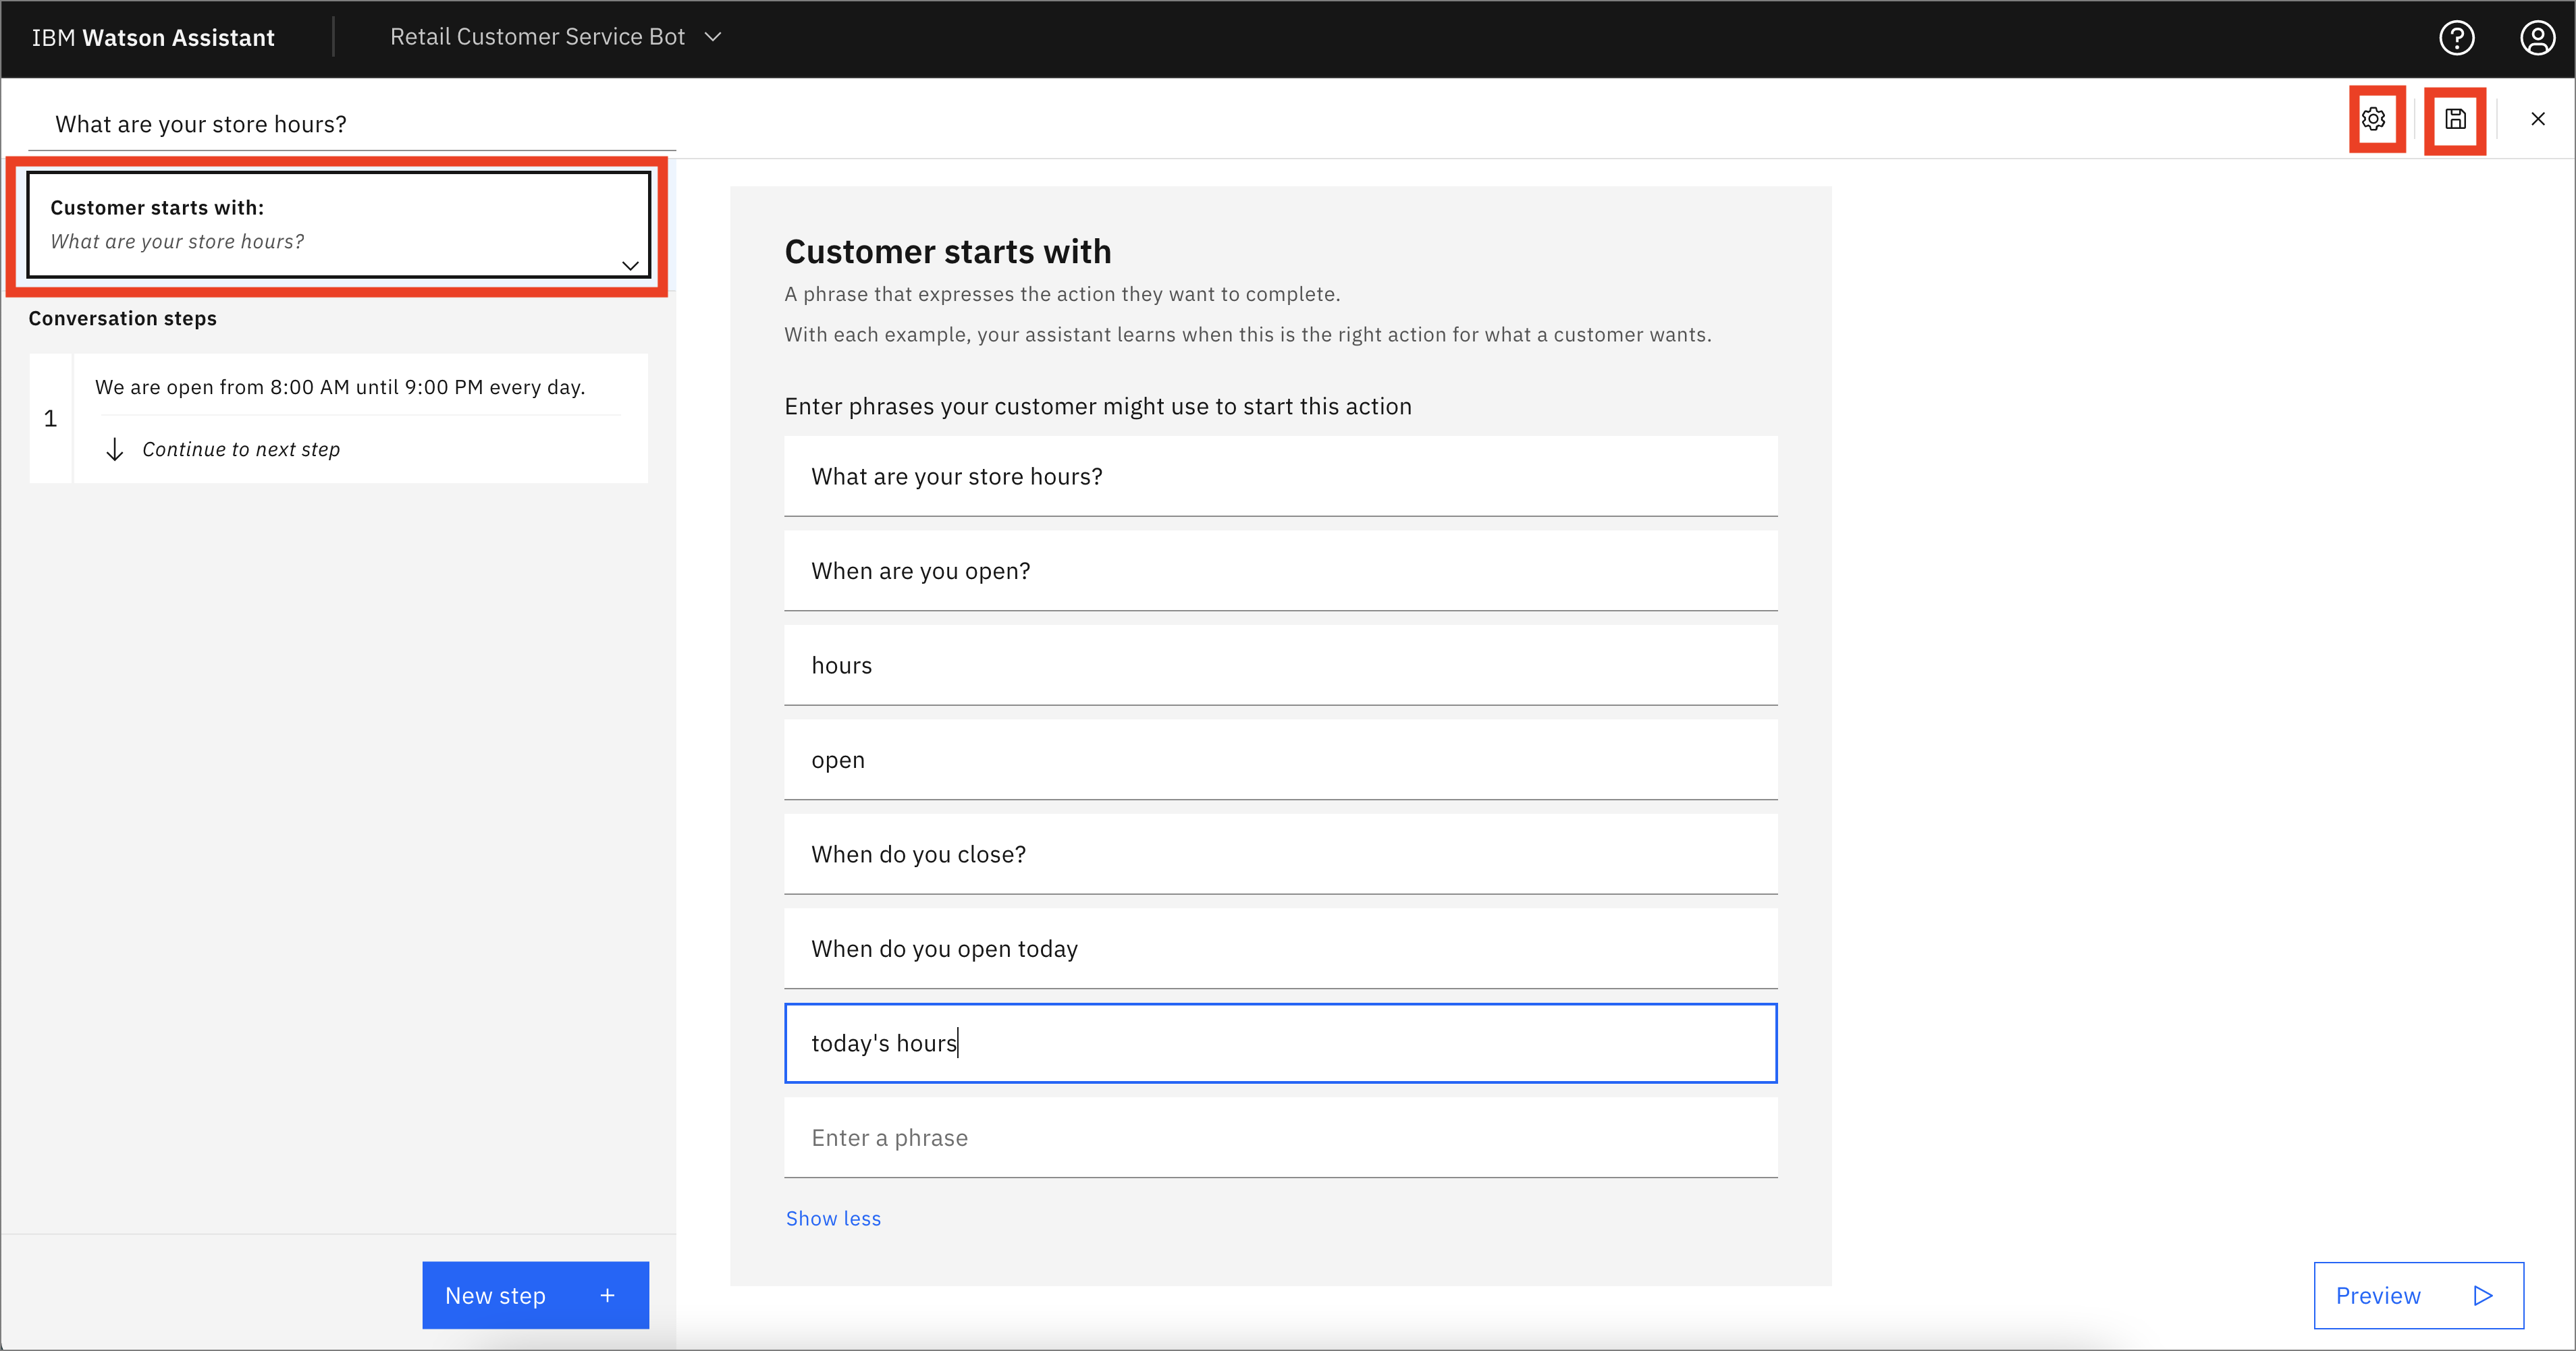 IBM Watson Assistant
Retail Customer Service Bot
What are your store hours?
Customer starts with:
What are your store hours?
Conversation steps
1
We are open from 8:00 AM until 9:00 PM every day.
Continue to next step
New step +
Customer starts with
A phrase that expresses the action they want to complete.
With each example, your assistant learns when this is the right action for what a customer wants.
Enter phrases your customer might use to start this action
What are your store hours?
When are you open?
hours
open
When do you close?
When do you open today
today's hours
Enter a phrase
Show less
Preview